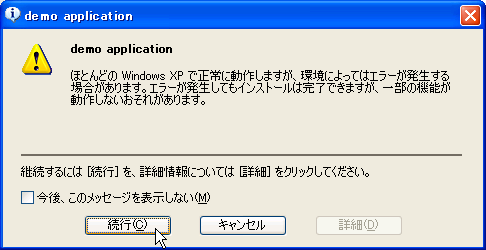 demo application
demo application
ほとんどの Windows XP で正常に動作しますが、環境によってはエラーが発生する
場合があります。エラーが発生してもインストールは完了できますが、一部の機能が
動作しないおそれがあります。
継続するには [続行] を、詳細情報については [詳細] をクリックしてください。
今後、このメッセージを表示しない(M)
続行(C) キャンセル 詳細(D)